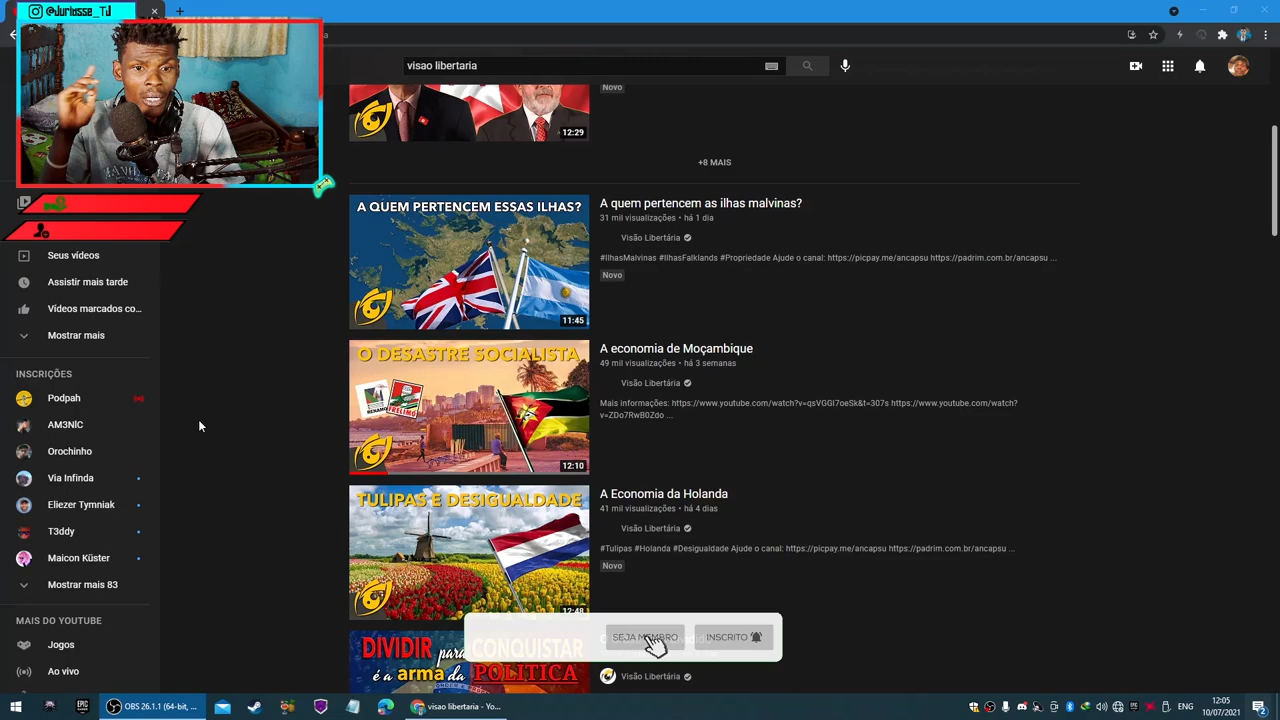 @Juriosse_TJ
visao libertaria
Novo
12:29
+8 MAIS
A QUEM PERTENCEM ESSAS ILHAS?
11:45
A quem pertencem as ilhas malvinas?
31 mil visualizações • há 1 dia
Visão Libertária
#IlhasMalvinas #IlhasFalklands #Propriedade Ajude o canal: https://picpay.me/ancapsu https://padrim.com.br/ancapsu ...
Novo
O DESASTRE SOCIALISTA
RENAMO
FRELIMO
12:10
A economia de Moçambique
49 mil visualizações • há 3 semanas
Visão Libertária
Mais informações: https://www.youtube.com/watch?v=qsVGGI7oeSk&t=307s https://www.youtube.com/watch?
v=ZDo7RwB0Zdo ...
TULIPAS E DESIGUALDADE
12:48
A Economia da Holanda
41 mil visualizações • há 4 dias
Visão Libertária
#Tulipas #Holanda #Desigualdade Ajude o canal: https://picpay.me/ancapsu https://padrim.com.br/ancapsu ...
Novo
DIVIDIR para CONQUISTAR
é a arma da POLÍTICA
Visão Libertária
SEJA MEMBRO
INSCRITO
Seus vídeos
Assistir mais tarde
Vídeos marcados co...
Mostrar mais
INSCRIÇÕES
Podpah
AM3NIC
Orochinho
Via Infinda
Eliezer Tymniak
T3ddy
Maicon Küster
Mostrar mais 83
MAIS DO YOUTUBE
Jogos
Ao vivo
OBS 26.1.1 (64-bit, ...
visao libertaria - Yo...
12:05
10/07/2021